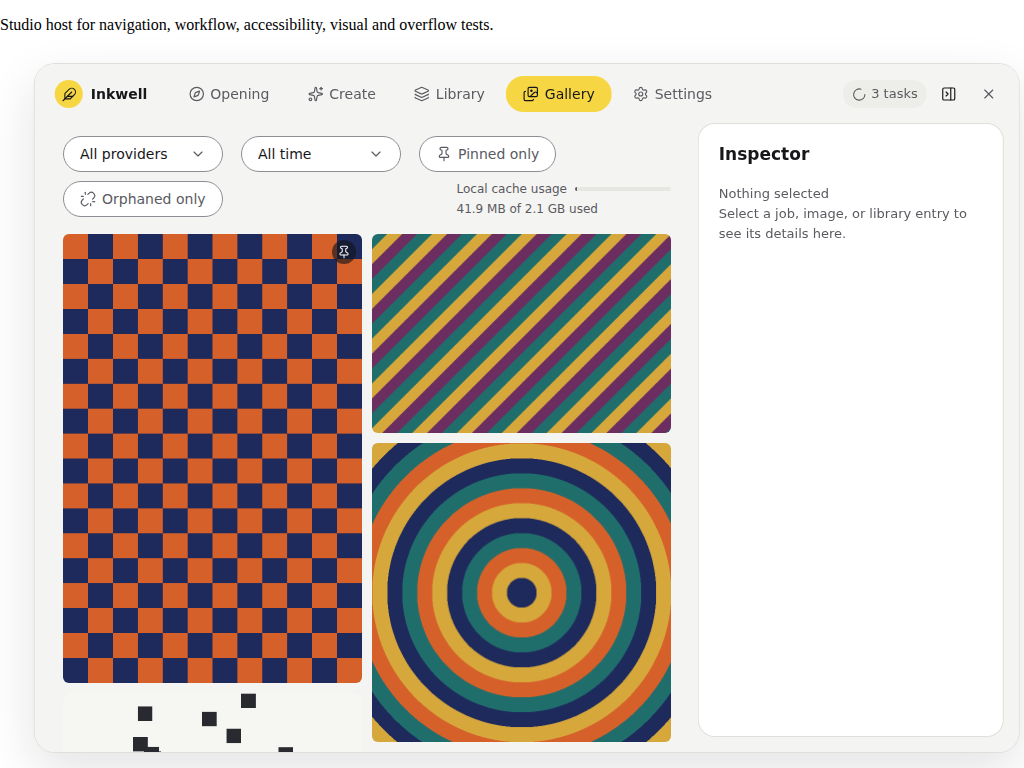 Studio host for navigation, workflow, accessibility, visual and overflow tests.
Inkwell
Opening
Create
Library
Gallery
Settings
3 tasks
All providers
All time
Pinned only
Orphaned only
Local cache usage
41.9 MB of 2.1 GB used
Inspector
Nothing selected
Select a job, image, or library entry to
see its details here.